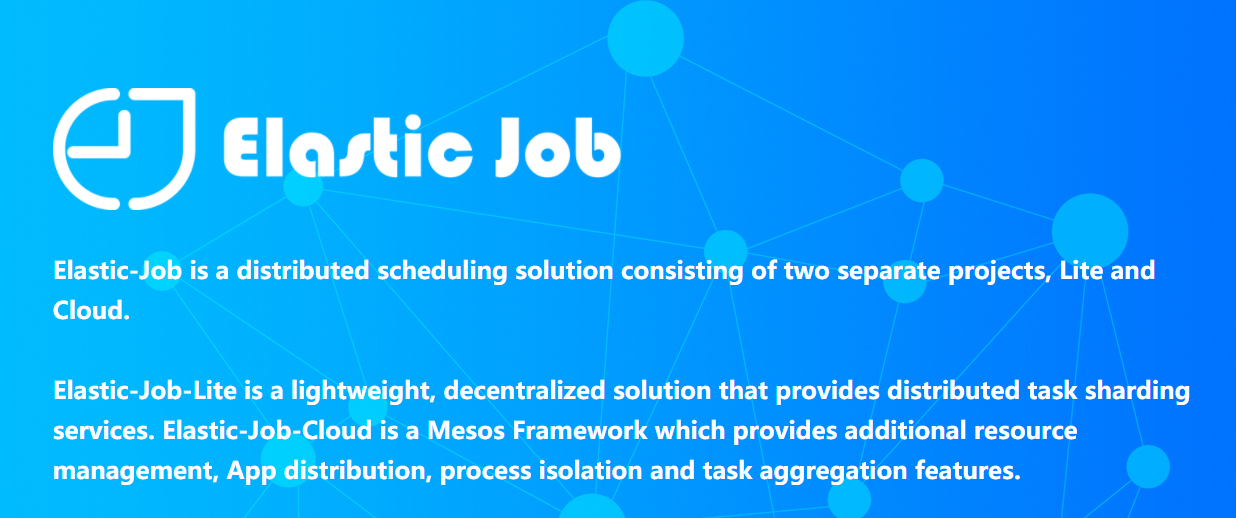 Elastic Job
Elastic-Job is a distributed scheduling solution consisting of two separate projects, Lite and
Cloud.
Elastic-Job-Lite is a lightweight, decentralized solution that provides distributed task sharding
services. Elastic-Job-Cloud is a Mesos Framework which provides additional resource
management, App distribution, process isolation and task aggregation features.